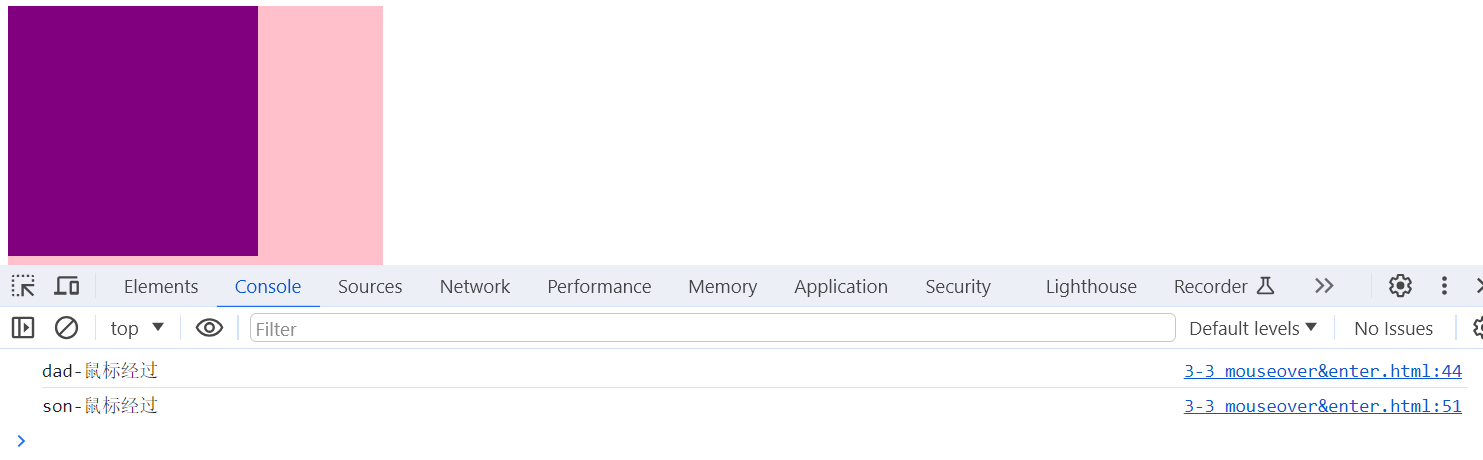 Elements Console Sources Network Performance Memory Application Security Lighthouse Recorder
top Filter Default levels No Issues
dad-鼠标经过 3-3 mouseover&enter.html:44
son-鼠标经过 3-3 mouseover&enter.html:51